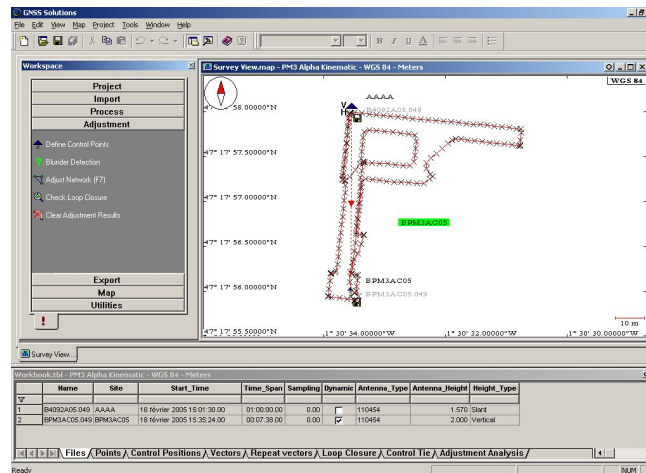 GNSS Solutions
File Edit View Map Project Tools Window Help
B I U A
Workspace
Project
Import
Process
Adjustment
Define Control Points
Blunder Detection
Adjust Network (F7)
Check Loop Closure
Clear Adjustment Results
Export
Map
Utilities
!
Survey View.map - PM3 Alpha Kinematic - WGS 84 - Meters
WGS 84
AAAA
V
H
B4092A05.049
47° 17' 58.00000"N
47° 17' 57.50000"N
47° 17' 57.00000"N
BPM3AC05
47° 17' 56.50000"N
BPM3AC05
47° 17' 56.00000"N
BPM3AC05.049
10 m
47° 17' 55.50000"N
1° 30' 34.00000"W
1° 30' 32.00000"W
1° 30' 30.00000"W
Survey View....
Workbook.tbl - PM3 Alpha Kinematic - WGS 84 - Meters
Name Site Start_Time Time_Span Sampling Dynamic Antenna_Type Antenna_Height Height_Type
1 B4092A05.049 AAAA 18 février 2005 15:01:30.00 01:00:00.00 0.00 110454 1.570 Slant
2 BPM3AC05.049 BPM3AC05 18 février 2005 15:35:24.00 00:07:38.00 0.00 110454 2.000 Vertical
Files Points Control Positions Vectors Repeat vectors Loop Closure Control Tie Adjustment Analysis
Ready
NUM